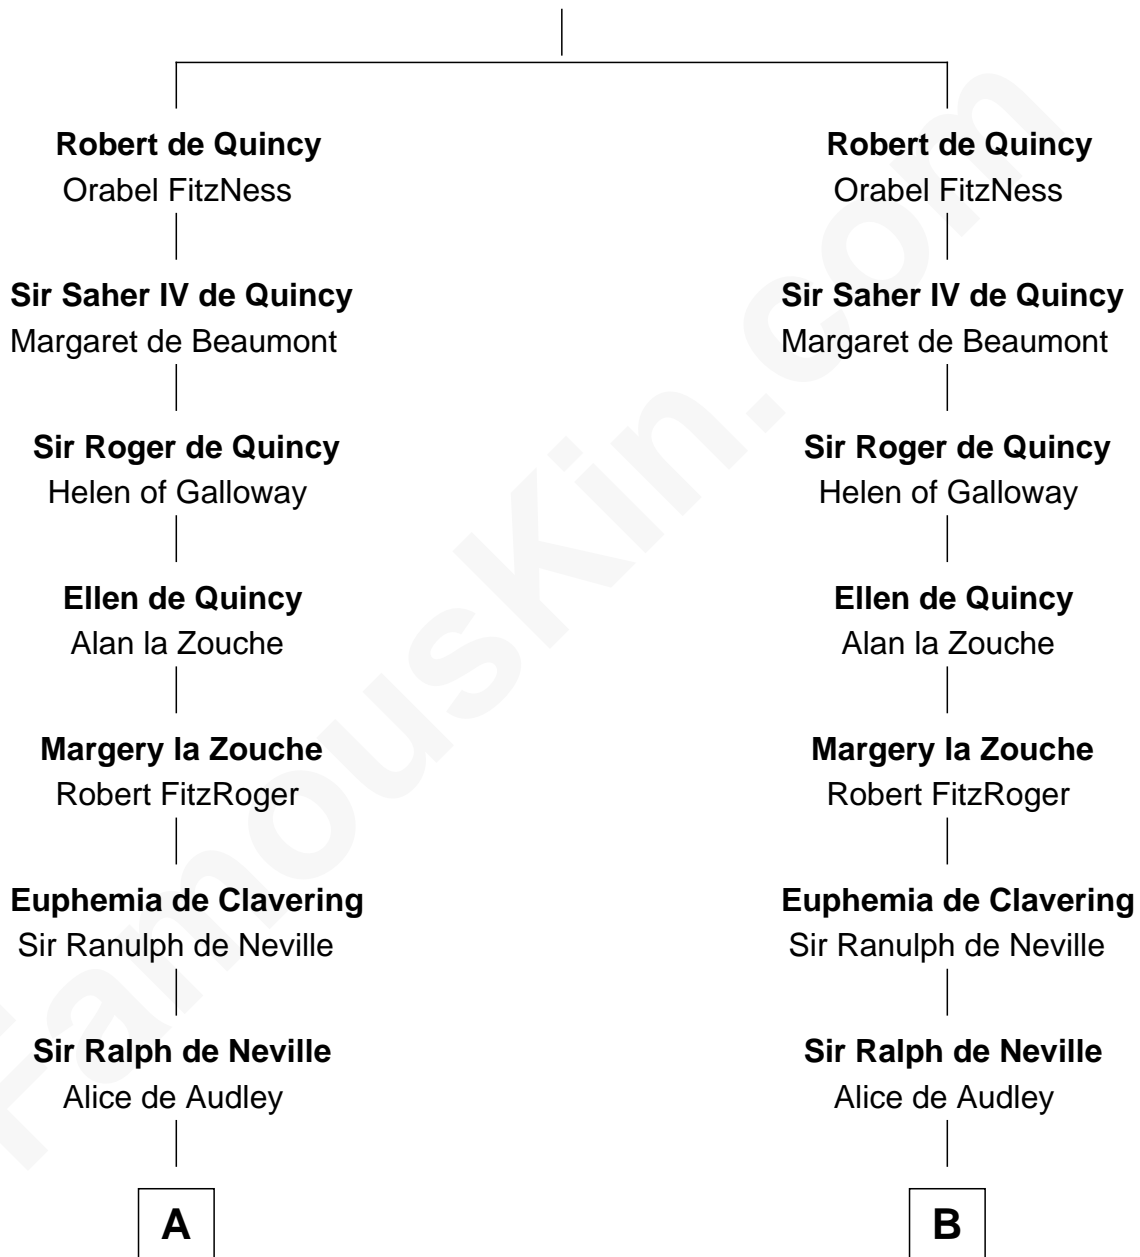 Robert de Quincy
Orabel FitzNess
Sir Saher IV de Quincy
Margaret de Beaumont
Sir Roger de Quincy
Helen of Galloway
Ellen de Quincy
Alan la Zouche
Margery la Zouche
Robert FitzRoger
Euphemia de Clavering
Sir Ranulph de Neville
Sir Ralph de Neville
Alice de Audley
A
Robert de Quincy
Orabel FitzNess
Sir Saher IV de Quincy
Margaret de Beaumont
Sir Roger de Quincy
Helen of Galloway
Ellen de Quincy
Alan la Zouche
Margery la Zouche
Robert FitzRoger
Euphemia de Clavering
Sir Ranulph de Neville
Sir Ralph de Neville
Alice de Audley
B
FamousKin.com